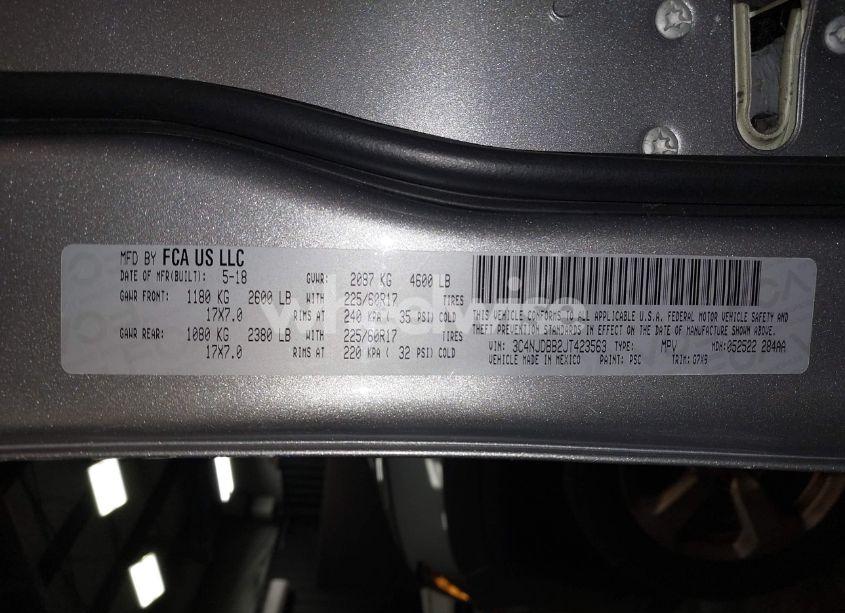 MFD BY FCA US LLC
DATE OF MFR(BUILT): 5-18 GVWR: 2087 KG 4600 LB
GAWR FRONT: 1180 KG 2600 LB WITH 225/60R17 TIRES
17X7.0 RIMS AT 240 KPA ( 35 PSI) COLD
GAWR REAR: 1080 KG 2380 LB WITH 225/60R17 TIRES
17X7.0 RIMS AT 220 KPA ( 32 PSI) COLD
THIS VEHICLE CONFORMS TO ALL APPLICABLE U.S.A. FEDERAL MOTOR VEHICLE SAFETY AND
THEFT PREVENTION STANDARDS IN EFFECT ON THE DATE OF MANUFACTURE SHOWN ABOVE.
VIN: 3C4NJDBB2JT423563 TYPE: MPV MDH: 052522 284AA
VEHICLE MADE IN MEXICO PAINT: PSC TRIM: G7X9